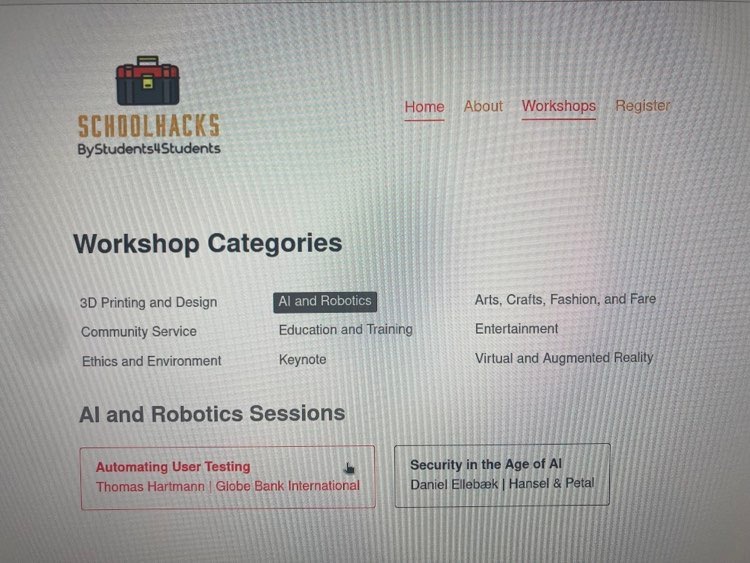 SCHOOLHACKS
ByStudents4Students
Home About Workshops Register
Workshop Categories
3D Printing and Design AI and Robotics Arts, Crafts, Fashion, and Fare
Community Service Education and Training Entertainment
Ethics and Environment Keynote Virtual and Augmented Reality
AI and Robotics Sessions
Automating User Testing
Thomas Hartmann | Globe Bank International
Security in the Age of AI
Daniel Ellebæk | Hansel & Petal